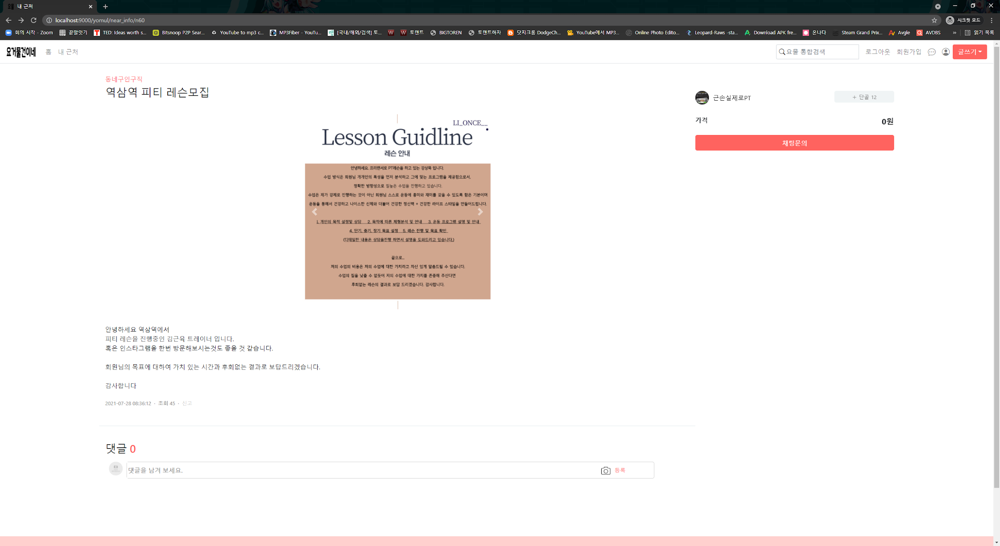 요물 내 근처
localhost:9000/yomul/near_info/n60
시크릿 모드
회의 시작 - Zoom
끝말잇기
TED: Ideas worth s...
Bitsnoop P2P Sear...
YouTube to mp3 c...
MP3Fiber - YouTu...
[국내/해외/검색] 토...
토렌트
BIGTOREN
토렌트하자
닷지크롬 DodgeCh...
YouTube에서 MP3...
Online Photo Edito...
Leopard-Raws -sta...
Download APK fre...
온나다
Steam Grand Prix...
Avgle
AVDBS
»
읽기 목록
요거물건이네
홈
내 근처
요물 통합검색
로그아웃
회원가입
글쓰기
동네구인구직
역삼역 피티 레슨모집
근손실제로PT
+ 단골 12
가격
0원
채팅문의
LI_ONCE__
Lesson Guidline
레슨 안내
안녕하세요. 프리랜서로 PT레슨을 하고 있는 강상묵 입니다.
수업 방식은 회원님 개개인의 특성을 먼저 분석하고 그에 맞는 프로그램을 제공함으로서,
정확한 방향성으로 질높은 수업을 진행하고 있습니다.
수업은 제가 강제로 진행하는 것이 아닌 회원님 스스로 운동에 흥미와 재미를 갖을 수 있도록 함은 기본이며
운동을 통해서 건강하고 나이스한 신체와 더불어 건강한 정신력 + 건강한 라이프 스타일을 만들어드립니다.
1. 개인의 목적 설정및 상담 2. 목적에 따른 체형분석 및 안내 3. 운동 프로그램 설명 및 안내
4. 단기, 중기, 장기 목표 설정 5. 레슨 진행 및 목표 확인
(디테일한 내용은 상담을진행 하면서 설명을 도와드리고 있습니다.)
끝으로_
저의 수업의 비용은 저의 수업에 대한 가치라고 자신 있게 말씀드릴 수 있습니다.
수업의 질을 낮출 수 없듯이 저의 수업에 대한 가치를 존중해 주신다면
후회없는 레슨의 결과로 보답 드리겠습니다. 감사합니다.
안녕하세요 역삼역에서
피티 레슨을 진행중인 김근육 트레이너 입니다.
혹은 인스타그램을 한번 방문해보시는것도 좋을 것 같습니다.
회원님의 목표에 대하여 가치 있는 시간과 후회없는 결과로 보답드리겠습니다.
감사합니다
2021-07-28 08:36:12 · 조회 45 · 신고
댓글 0
댓글을 남겨 보세요.
등록